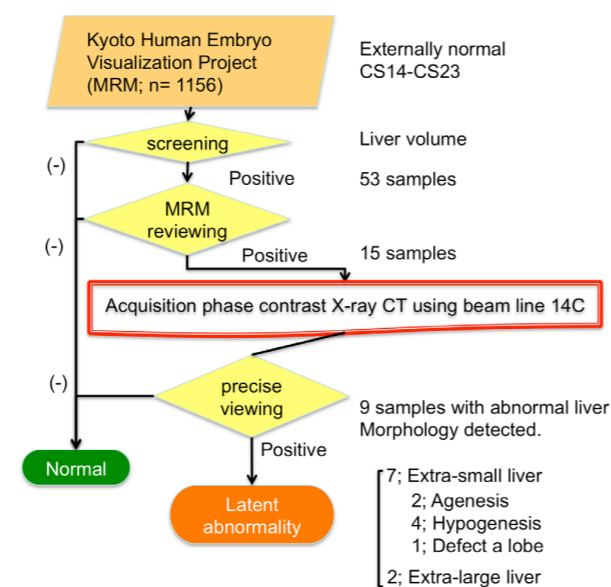 Kyoto Human Embryo
Visualization Project
(MRM; n= 1156)
Externally normal
CS14-CS23
screening
Liver volume
(-)
Positive
53 samples
MRM
reviewing
(-)
Positive
15 samples
Acquisition phase contrast X-ray CT using beam line 14C
(-)
precise
viewing
9 samples with abnormal liver
Morphology detected.
Positive
Normal
Latent
abnormality
7; Extra-small liver
2; Agenesis
4; Hypogenesis
1; Defect a lobe
2; Extra-large liver